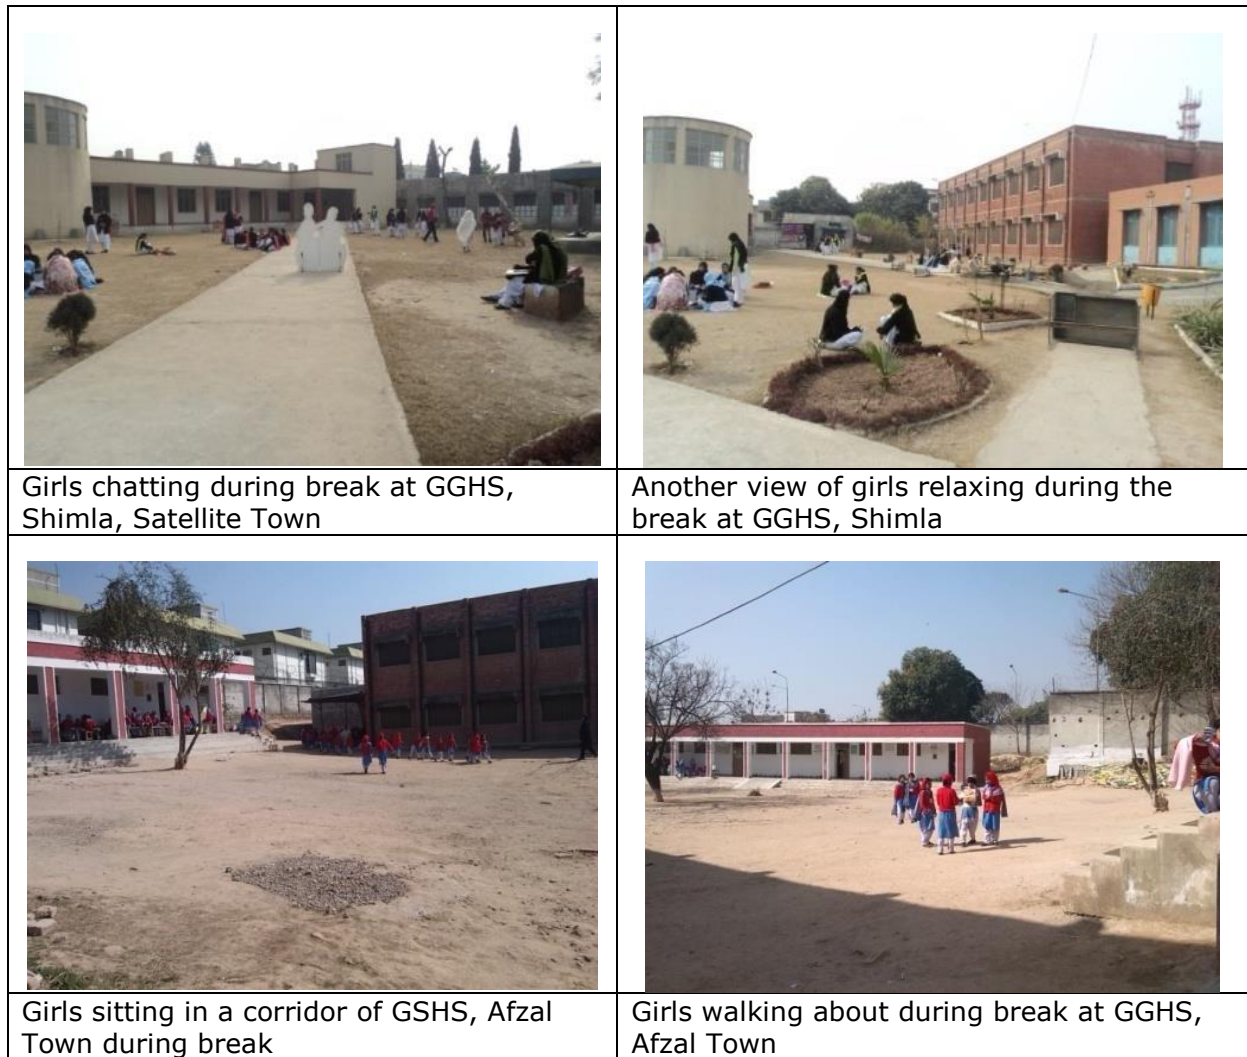 Girls chatting during break at GGHS,
Shimla, Satellite Town
Another view of girls relaxing during the
break at GGHS, Shimla
Girls sitting in a corridor of GSHS, Afzal
Town during break
Girls walking about during break at GGHS,
Afzal Town